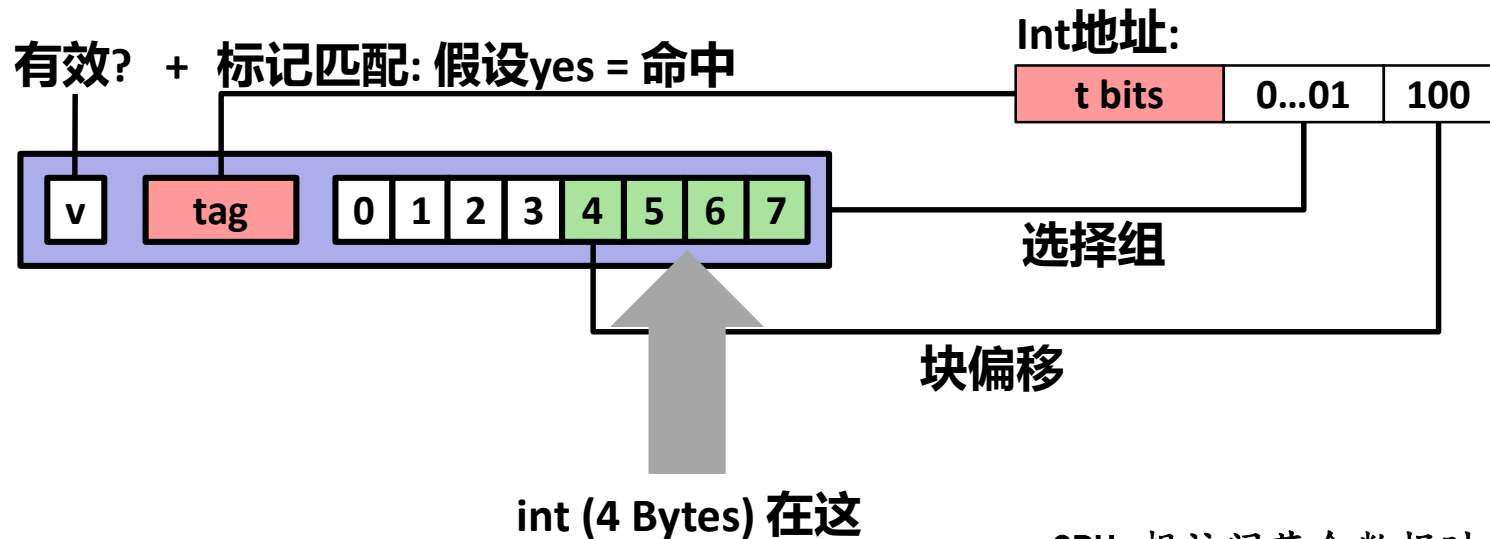 有效? + 标记匹配: 假设yes = 命中
Int地址:
t bits 0...01 100
v tag 0 1 2 3 4 5 6 7
选择组
块偏移
int (4 Bytes) 在这